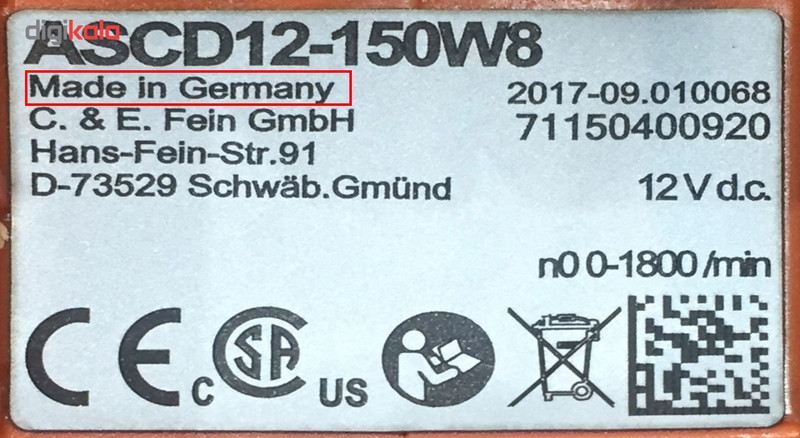 digikala
ASCD12-150W8
Made in Germany
2017-09.010068
C. & E. Fein GmbH
71150400920
Hans-Fein-Str.91
D-73529 Schwäb.Gmünd
12 V d.c.
n0 0-1800 /min
CE
C SA US